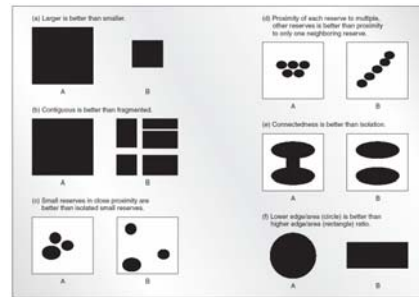 (a) Larger is better than smaller.
A
B
(b) Contiguous is better than fragmented.
A
B
(c) Small reserves in close proximity are
better than isolated small reserves.
A
B
(d) Proximity of each reserve to multiple,
other reserves is better than proximity
to only one neighboring reserve.
A
B
(e) Connectedness is better than isolation.
A
B
(f) Lower edge/area (circle) is better than
higher edge/area (rectangle) ratio.
A
B